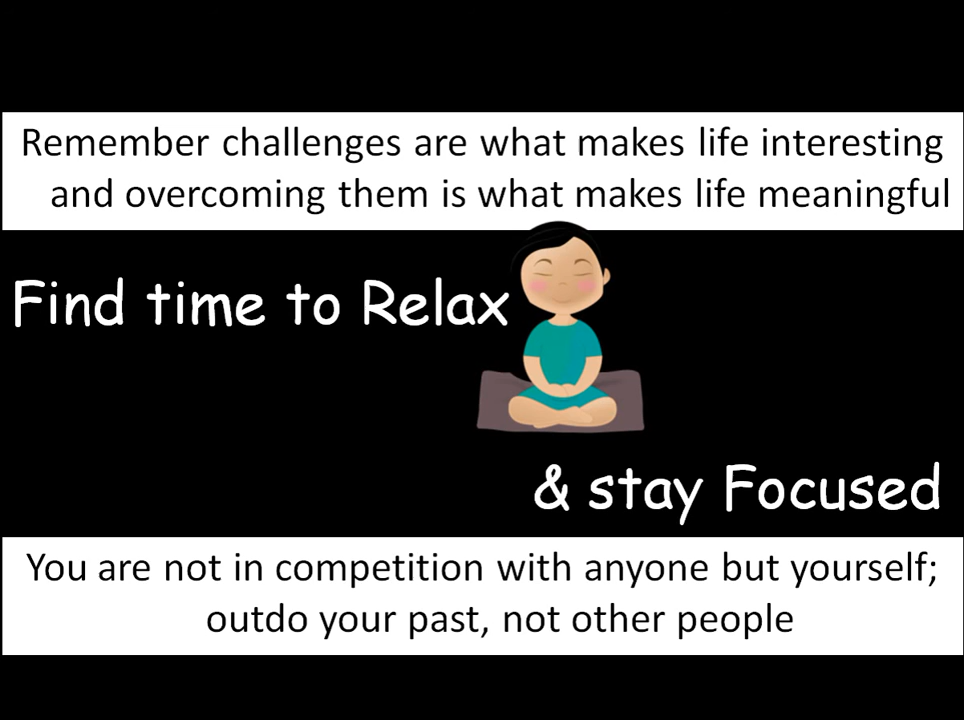 Remember challenges are what makes life interesting
and overcoming them is what makes life meaningful
Find time to Relax
& stay Focused
You are not in competition with anyone but yourself;
outdo your past, not other people